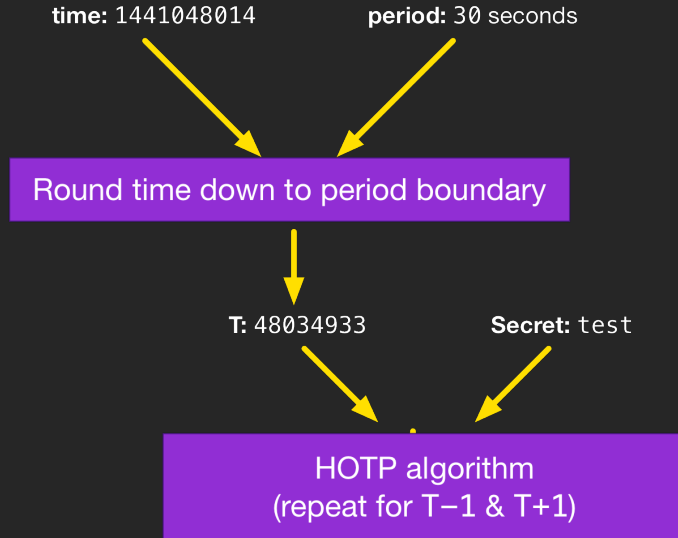 time: 1441048014
period: 30 seconds
Round time down to period boundary
T: 48034933
Secret: test
HOTP algorithm
(repeat for T−1 & T+1)